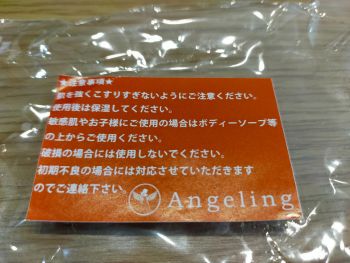 ★注意事項★
肌を強くこすりすぎないようにご注意ください。
使用後は保湿してください。
敏感肌やお子様にご使用の場合はボディーソープ等
の上からご使用ください。
破損の場合には使用しないでください。
初期不良の場合には対応させていただきます
のでご連絡下さい。
Angeling